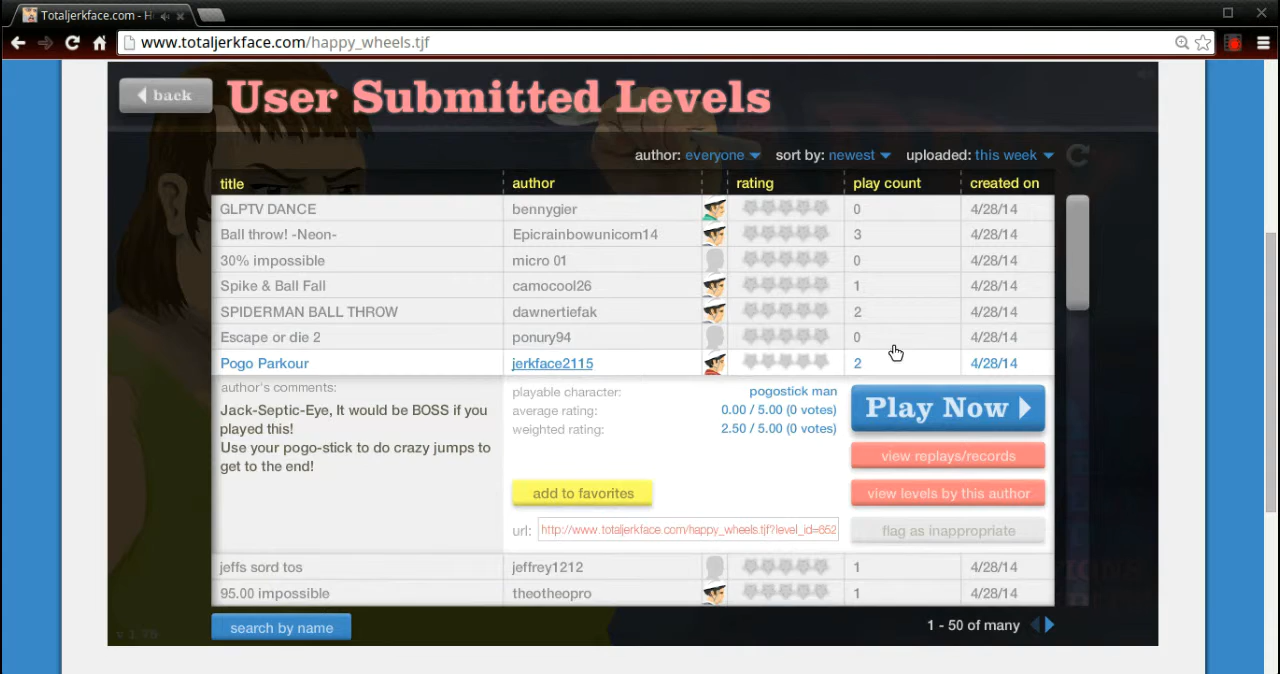 Totaljerkface.com - H
www.totaljerkface.com/happy_wheels.tjf
back
User Submitted Levels
author: everyone sort by: newest uploaded: this week
title author rating play count created on
GLPTV DANCE bennygier 0 4/28/14
Ball throw! -Neon- Epicrainbowunicorn14 3 4/28/14
30% impossible micro 01 0 4/28/14
Spike & Ball Fall camocool26 1 4/28/14
SPIDERMAN BALL THROW dawnertiefak 2 4/28/14
Escape or die 2 ponury94 0 4/28/14
Pogo Parkour jerkface2115 2 4/28/14
author's comments:
Jack-Septic-Eye, It would be BOSS if you
played this!
Use your pogo-stick to do crazy jumps to
get to the end!
playable character: pogostick man
average rating: 0.00 / 5.00 (0 votes)
weighted rating: 2.50 / 5.00 (0 votes)
add to favorites
url: http://www.totaljerkface.com/happy_wheels.tjf?level_id=652
Play Now
view replays/records
view levels by this author
flag as inappropriate
jeffs sord tos jeffrey1212 1 4/28/14
95.00 impossible theotheopro 1 4/28/14
search by name
1 - 50 of many
v 1.76